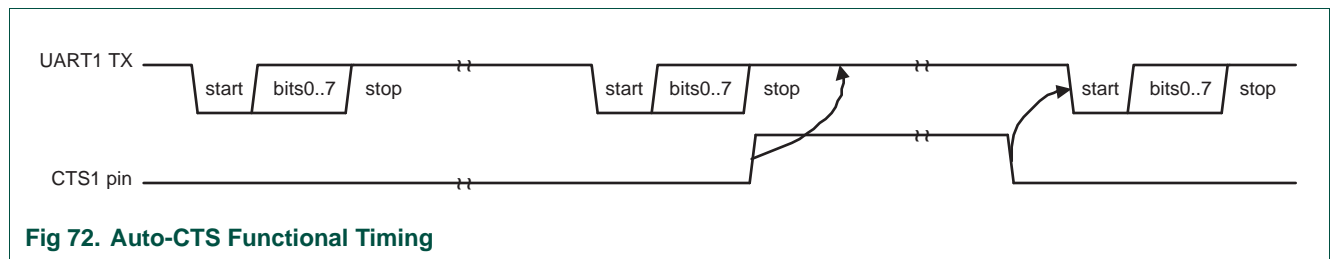 UART1 TX
start bits0..7 stop start bits0..7 stop start bits0..7 stop
CTS1 pin
Fig 72. Auto-CTS Functional Timing